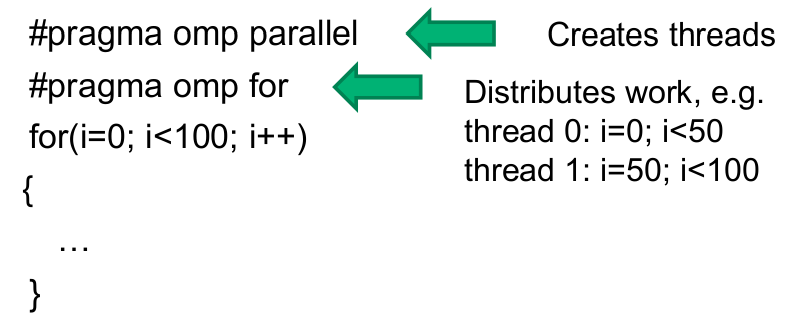 #pragma omp parallel
Creates threads
#pragma omp for
Distributes work, e.g.
thread 0: i=0; i<50
thread 1: i=50; i<100
for(i=0; i<100; i++)
{
…
}